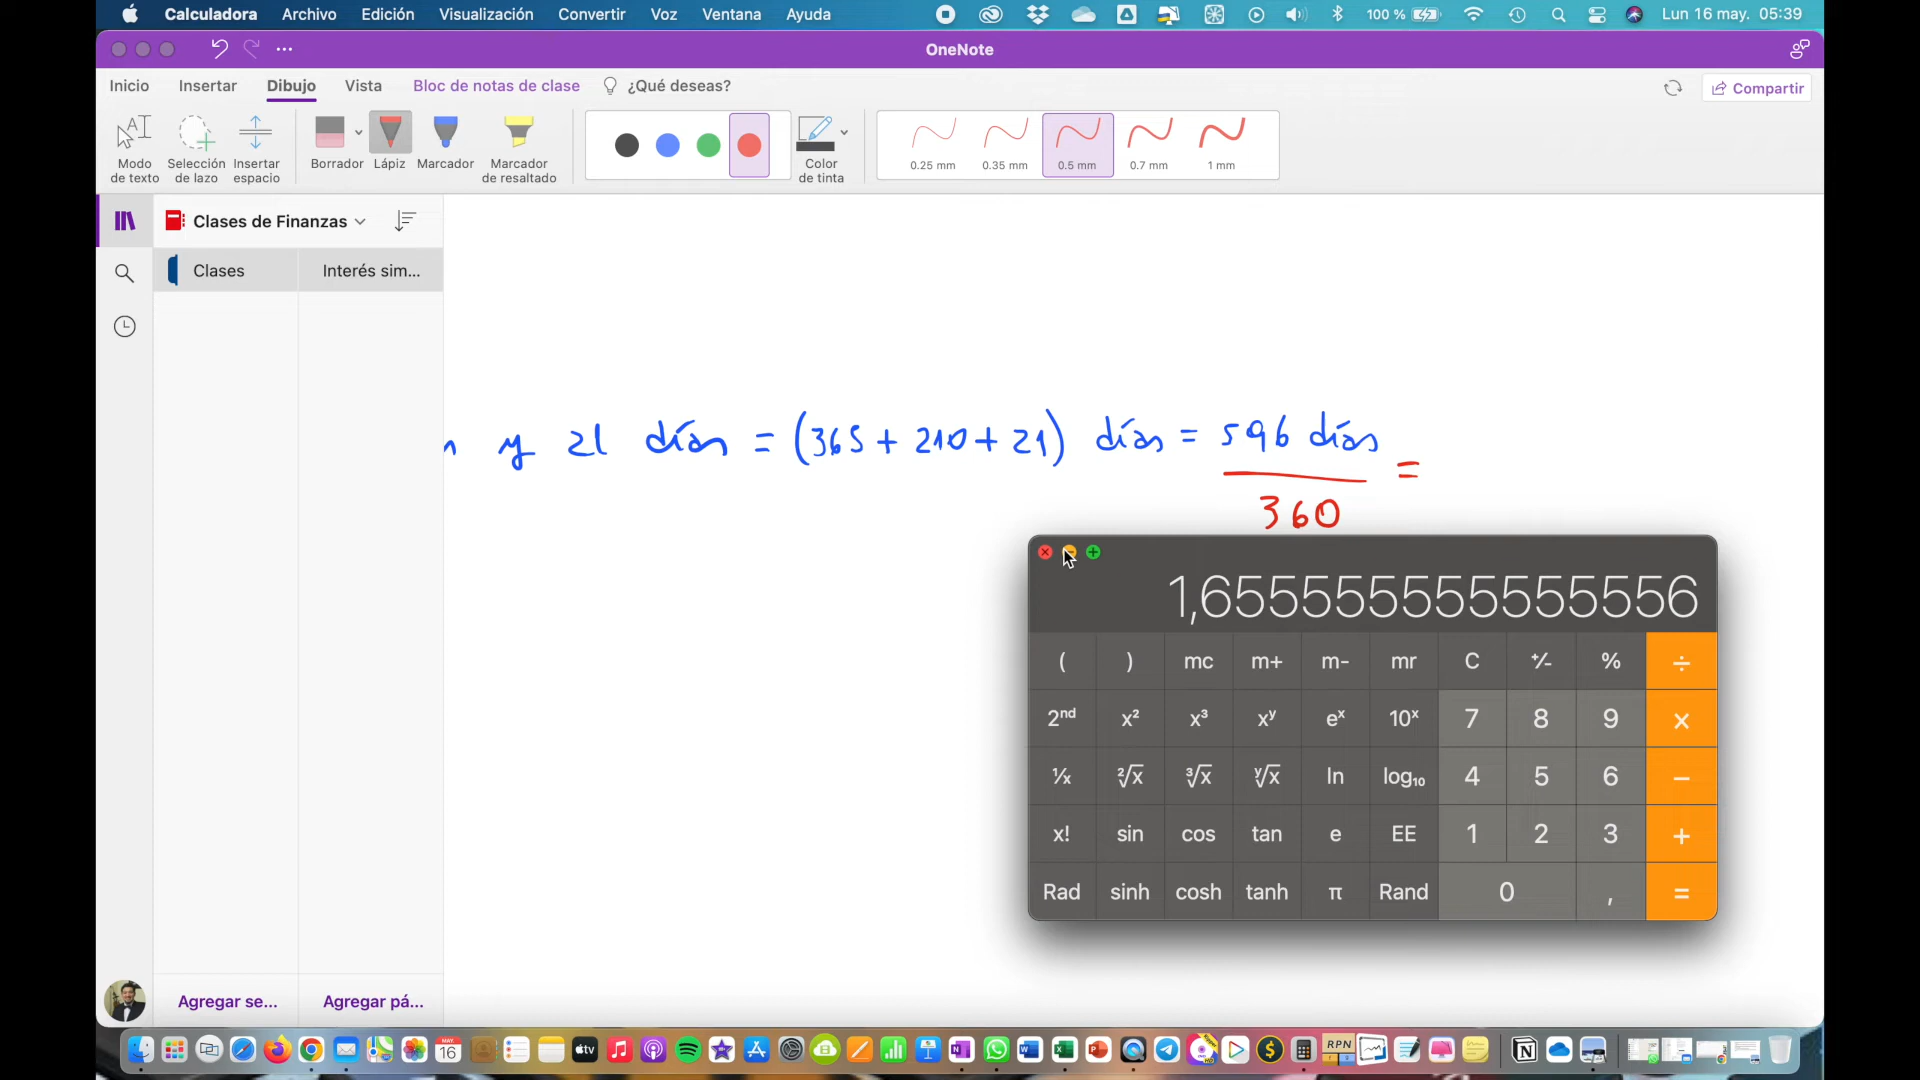 Calculadora Archivo Edición Visualización Convertir Voz Ventana Ayuda 100 % Lun 16 may. 05:39
OneNote
Inicio Insertar Dibujo Vista Bloc de notas de clase ¿Qué deseas? Compartir
Modo de texto
Selección de lazo
Insertar espacio
Borrador
Lápiz
Marcador
Marcador de resaltado
Color de tinta
0.25 mm 0.35 mm 0.5 mm 0.7 mm 1 mm
Clases de Finanzas
Clases Interés sim...
y 21 días = (365 + 210 + 21) días = 596 días =
360
1,655555555555556
( ) mc m+ m- mr C +/- % ÷
2nd x² x³ xʸ eˣ 10ˣ 7 8 9 ×
1/x ²√x ³√x ʸ√x ln log₁₀ 4 5 6 −
x! sin cos tan e EE 1 2 3 +
Rad sinh cosh tanh π Rand 0 , =
Agregar se... Agregar pá...
MAY 16 tv RPN